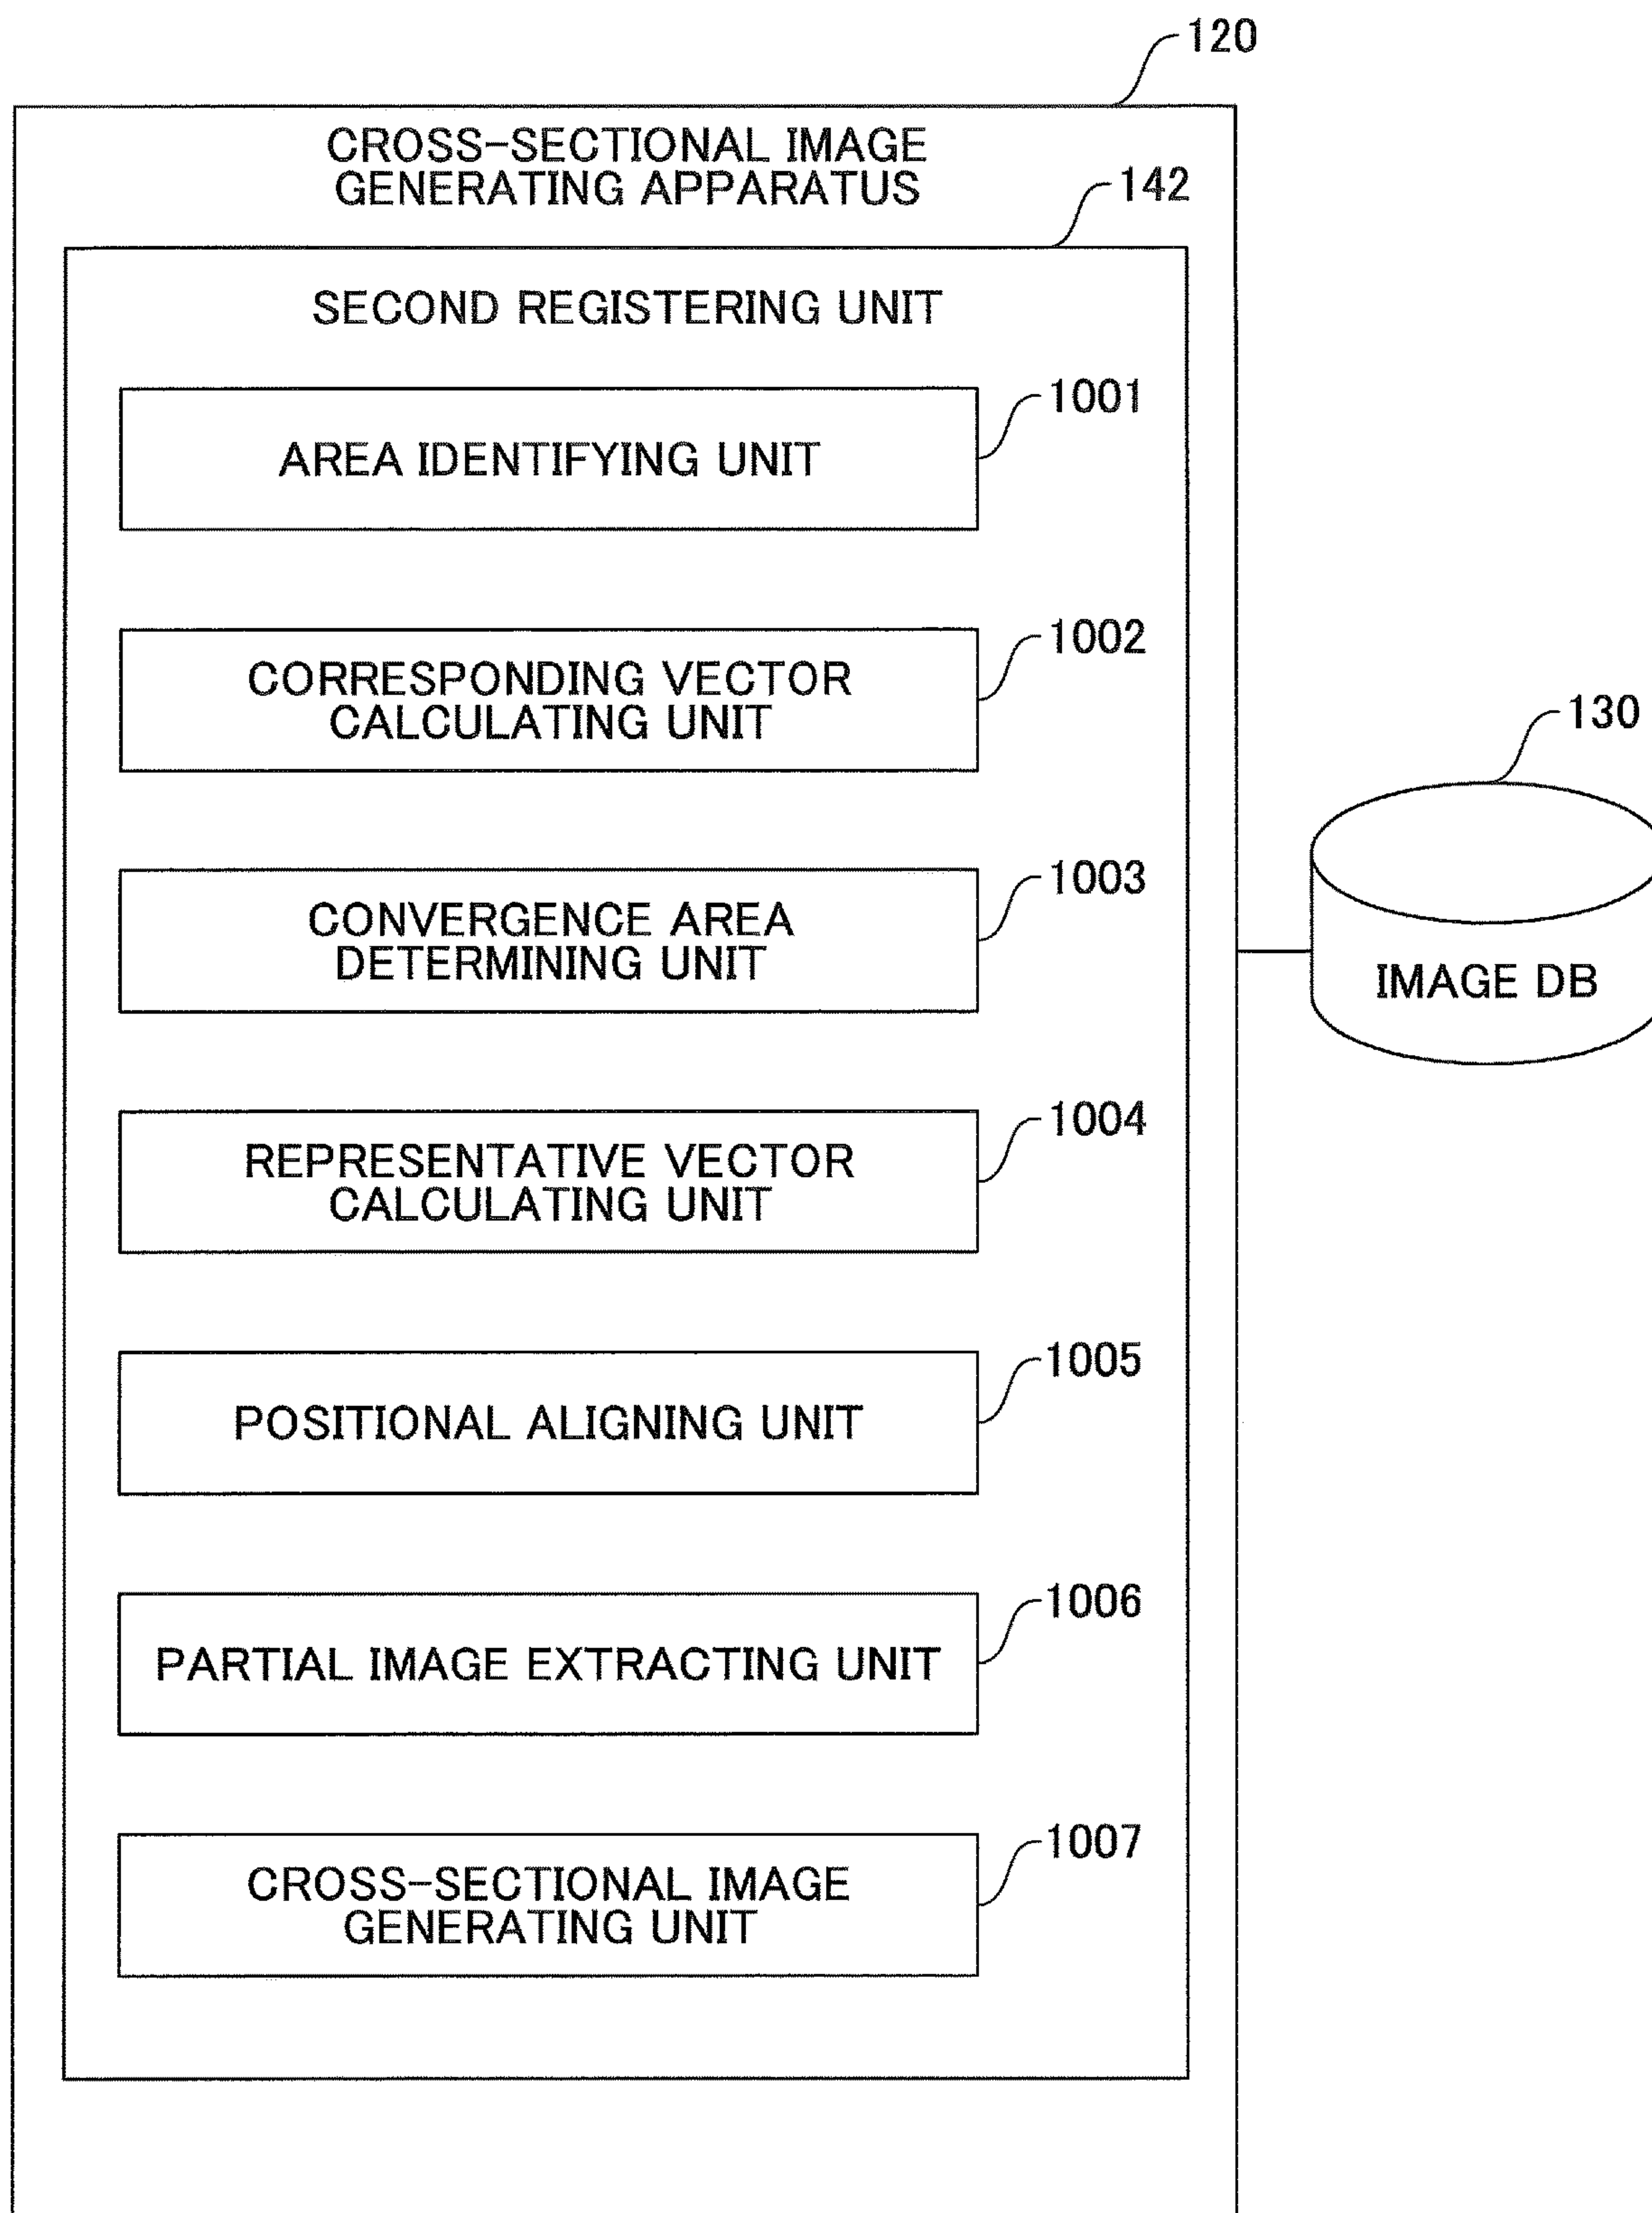 120
CROSS-SECTIONAL IMAGE
GENERATING APPARATUS
142
SECOND REGISTERING UNIT
1001
AREA IDENTIFYING UNIT
1002
CORRESPONDING VECTOR
CALCULATING UNIT
130
IMAGE DB
1003
CONVERGENCE AREA
DETERMINING UNIT
1004
REPRESENTATIVE VECTOR
CALCULATING UNIT
1005
POSITIONAL ALIGNING UNIT
1006
PARTIAL IMAGE EXTRACTING UNIT
1007
CROSS-SECTIONAL IMAGE
GENERATING UNIT